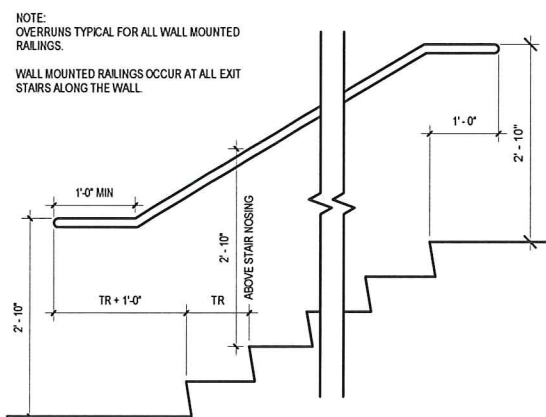 NOTE:
OVERRUNS TYPICAL FOR ALL WALL MOUNTED
RAILINGS.
WALL MOUNTED RAILINGS OCCUR AT ALL EXIT
STAIRS ALONG THE WALL.
1'-0"
2'-10"
1'-0" MIN
2'-10"
ABOVE STAIR NOSING
TR + 1'-0"
TR
2'-10"